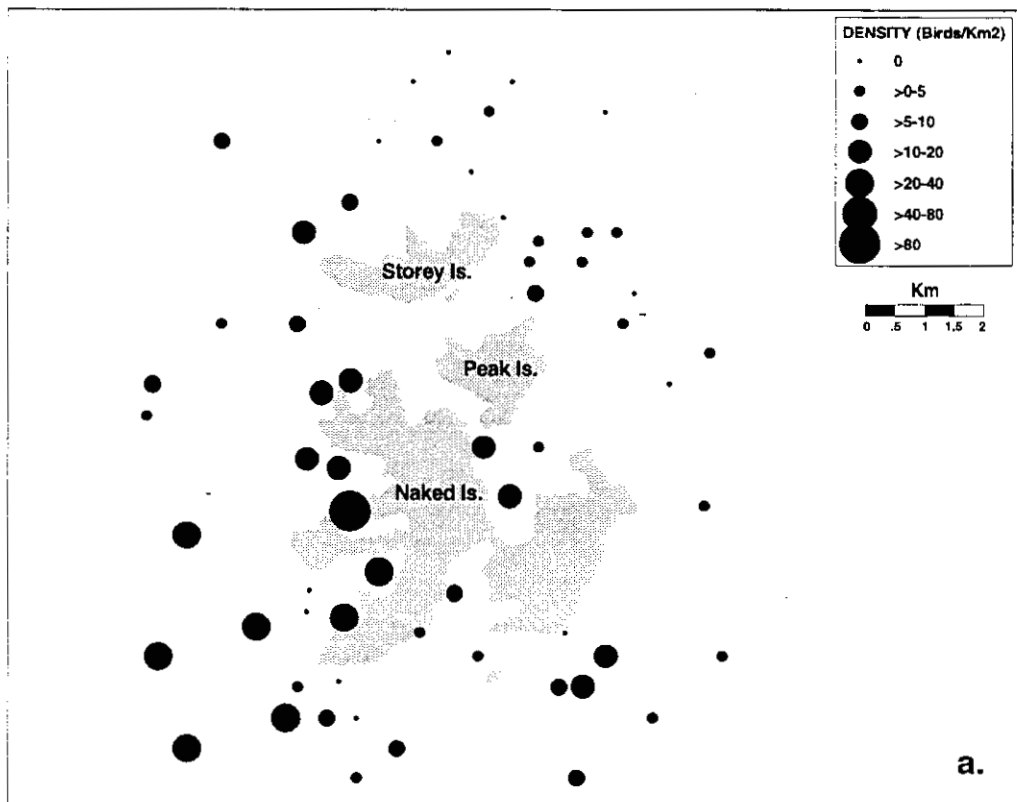 DENSITY (Birds/Km2)
0
>0-5
>5-10
>10-20
>20-40
>40-80
>80
Km
0 .5 1 1.5 2
Storey Is.
Peak Is.
Naked Is.
a.